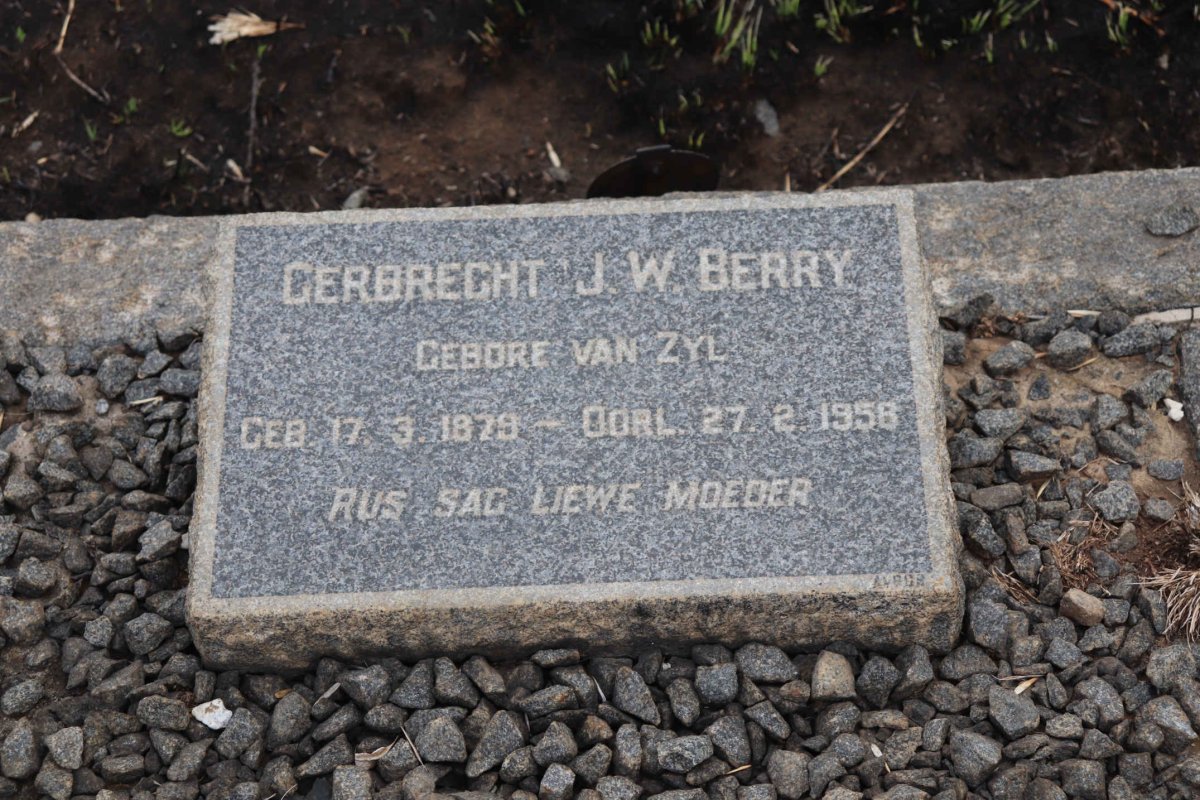 GERBRECHT J. W. BERRY
GEBORE VAN ZYL
GEB. 17. 3. 1879 — OORL. 27. 2. 1958
RUS SAG LIEWE MOEDER